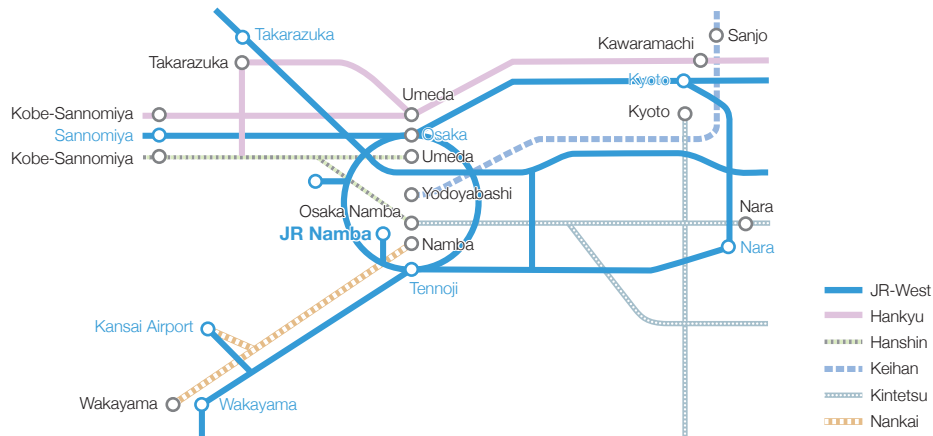 Takarazuka
Sanjo
Kawaramachi
Takarazuka
Kyoto
Umeda
Kobe-Sannomiya
Kyoto
Sannomiya
Osaka
Kobe-Sannomiya
Umeda
Yodoyabashi
Osaka Namba
Nara
JR Namba
Namba
Nara
Tennoji
JR-West
Hankyu
Kansai Airport
Hanshin
Keihan
Kintetsu
Wakayama
Wakayama
Nankai